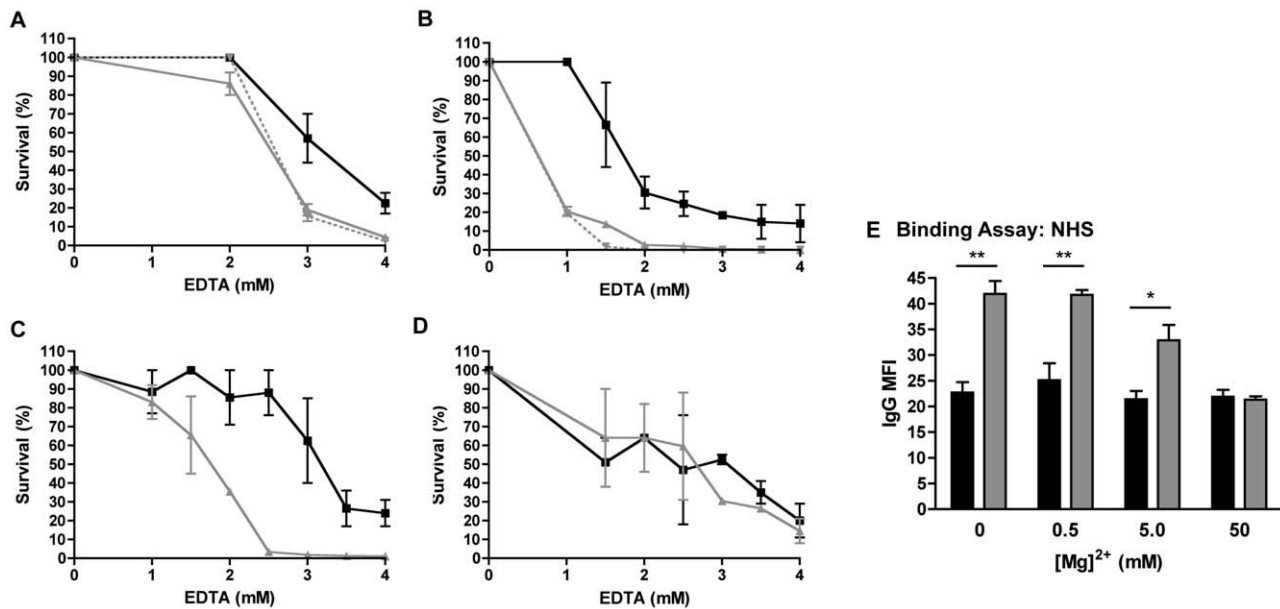 A
110
100
90
80
70
60
50
40
30
20
10
0
Survival (%)
0 1 2 3 4
EDTA (mM)
B
110
100
90
80
70
60
50
40
30
20
10
0
Survival (%)
0 1 2 3 4
EDTA (mM)
C
110
100
90
80
70
60
50
40
30
20
10
0
Survival (%)
0 1 2 3 4
EDTA (mM)
D
110
100
90
80
70
60
50
40
30
20
10
0
Survival (%)
0 1 2 3 4
EDTA (mM)
E Binding Assay: NHS
** ** *
45
40
35
30
25
20
15
10
5
0
IgG MFI
0 0.5 5.0 50
[Mg]²⁺ (mM)